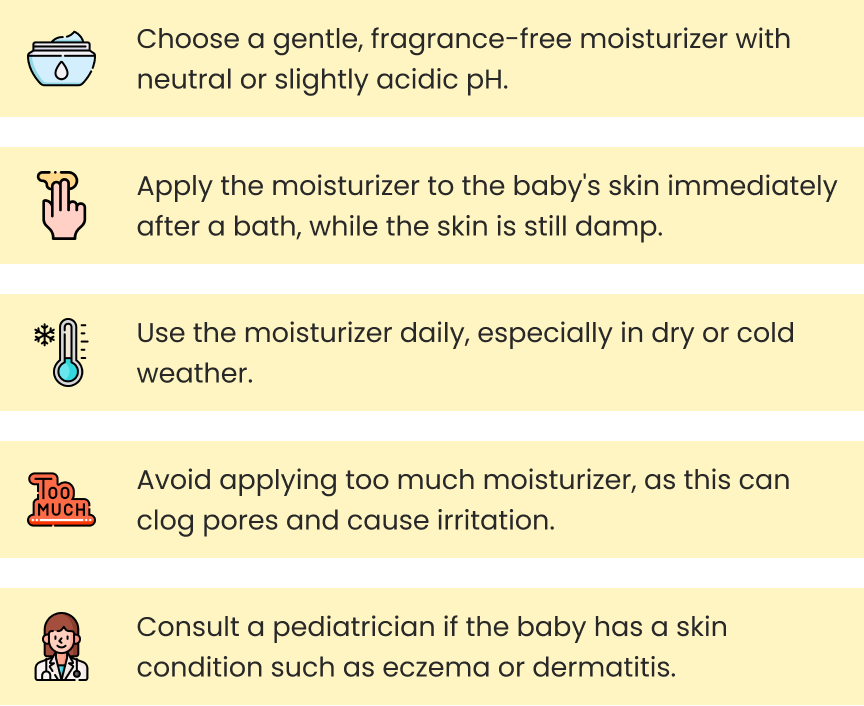 Choose a gentle, fragrance-free moisturizer with
neutral or slightly acidic pH.
Apply the moisturizer to the baby's skin immediately
after a bath, while the skin is still damp.
Use the moisturizer daily, especially in dry or cold
weather.
Too
MUCH
Avoid applying too much moisturizer, as this can
clog pores and cause irritation.
Consult a pediatrician if the baby has a skin
condition such as eczema or dermatitis.